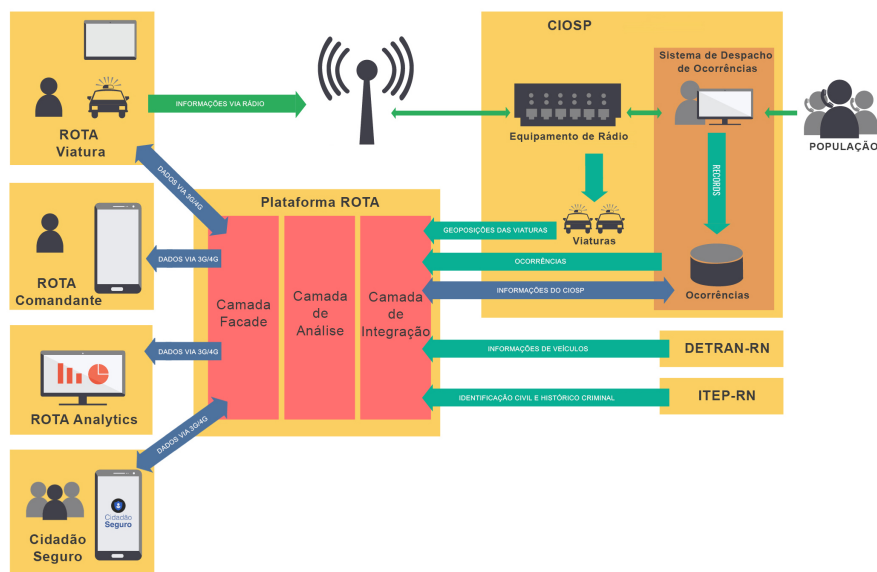 CIOSP
Sistema de Despacho
de Ocorrências
INFORMAÇÕES VIA RÁDIO
ROTA
Viatura
Equipamento de Rádio
POPULAÇÃO
DADOS VIA 3G/4G
RECORDS
Plataforma ROTA
GEOPOSIÇÕES DAS VIATURAS
Viaturas
DADOS VIA 3G/4G
OCORRÊNCIAS
ROTA
Comandante
INFORMAÇÕES DO CIOSP
Ocorrências
Camada
Facade
Camada
de
Análise
Camada
de
Integração
DADOS VIA 3G/4G
INFORMAÇÕES DE VEÍCULOS
DETRAN-RN
IDENTIFICAÇÃO CIVIL E HISTÓRICO CRIMINAL
ITEP-RN
ROTA Analytics
DADOS VIA 3G/4G
Cidadão
Seguro
Cidadão
Seguro